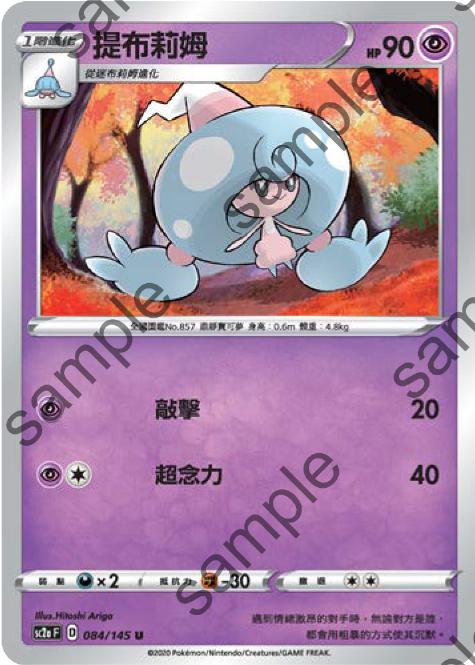 1階進化
提布莉姆
HP90
從迷布莉姆進化
全國圖鑑No.857 肅靜寶可夢 身高：0.6m 體重：4.8kg
敲擊 20
超念力 40
弱點 ×2 抵抗力 -30 撤退
Illus.Hitoshi Ariga
sc2a F D 084/145 U
遇到情緒激昂的對手時，無論對方是誰，
都會用粗暴的方式使其沉默。
©2020 Pokémon/Nintendo/Creatures/GAME FREAK.
sample
sample
sample
sample
sample
sample